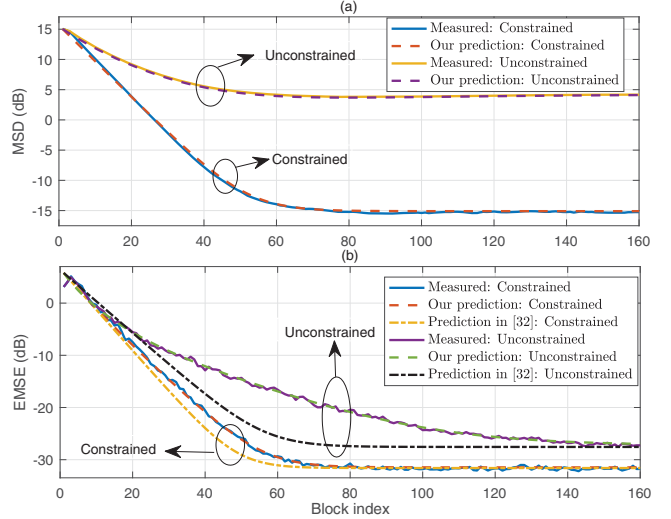 (a)
15
10
5
0
-5
-10
-15
MSD (dB)
Unconstrained
Constrained
Measured: Constrained
Our prediction: Constrained
Measured: Unconstrained
Our prediction: Unconstrained
0 20 40 60 80 100 120 140 160
(b)
0
-10
-20
-30
EMSE (dB)
Unconstrained
Constrained
Measured: Constrained
Our prediction: Constrained
Prediction in [32]: Constrained
Measured: Unconstrained
Our prediction: Unconstrained
Prediction in [32]: Unconstrained
0 20 40 60 80 100 120 140 160
Block index